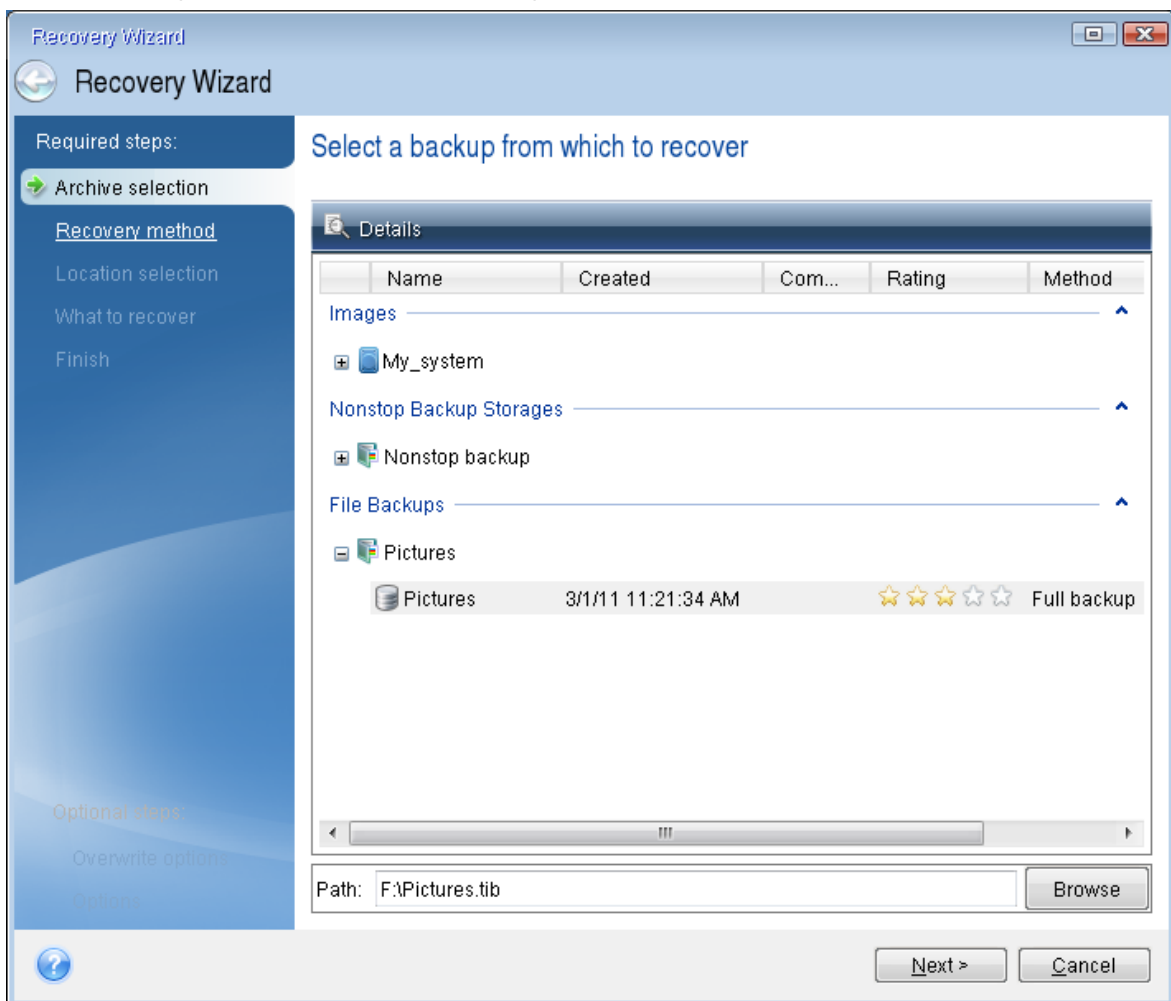 Recovery Wizard
Recovery Wizard
Required steps:
Archive selection
Recovery method
Location selection
What to recover
Finish
Optional steps:
Overwrite options
Options
Select a backup from which to recover
Details
Name Created Com... Rating Method
Images
My_system
Nonstop Backup Storages
Nonstop backup
File Backups
Pictures
Pictures 3/1/11 11:21:34 AM Full backup
Path: F:\Pictures.tib Browse
Next > Cancel